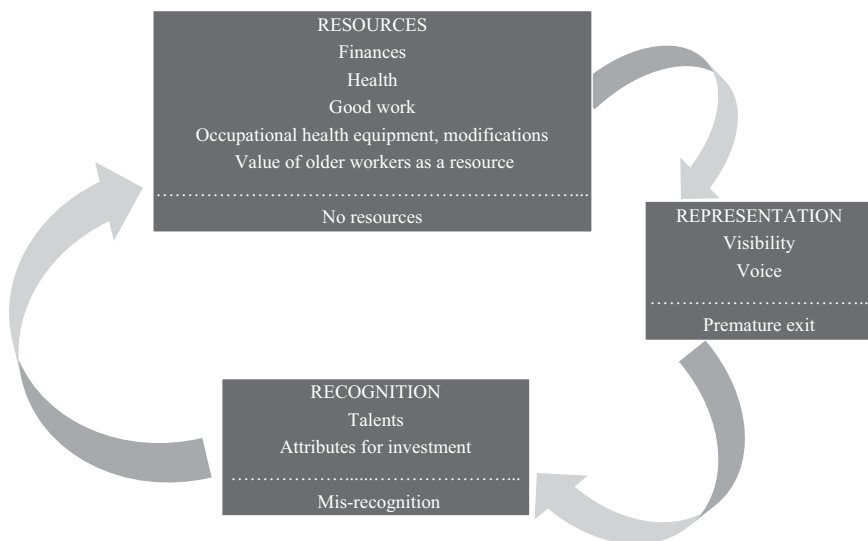 RESOURCES
Finances
Health
Good work
Occupational health equipment, modifications
Value of older workers as a resource
…………………………………………………………...
No resources
REPRESENTATION
Visibility
Voice
……………………………..
Premature exit
RECOGNITION
Talents
Attributes for investment
…………………......…………………...
Mis-recognition